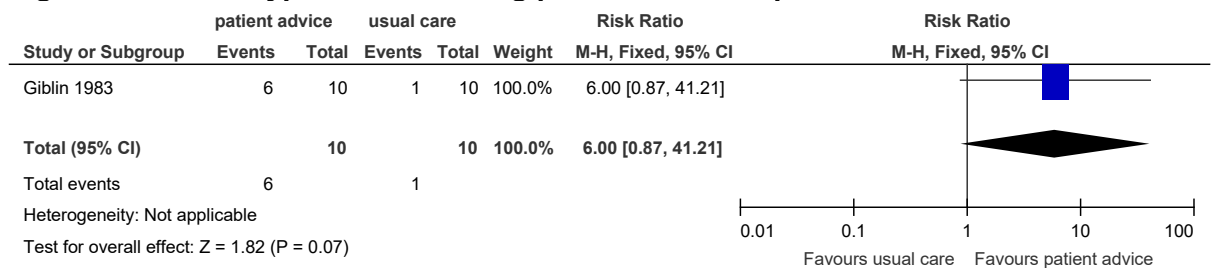 patient advice usual care Risk Ratio Risk Ratio
Study or Subgroup Events Total Events Total Weight M-H, Fixed, 95% CI M-H, Fixed, 95% CI
Giblin 1983 6 10 1 10 100.0% 6.00 [0.87, 41.21]
Total (95% CI) 10 10 100.0% 6.00 [0.87, 41.21]
Total events 6 1
Heterogeneity: Not applicable
Test for overall effect: Z = 1.82 (P = 0.07)
0.01 0.1 1 10 100
Favours usual care Favours patient advice